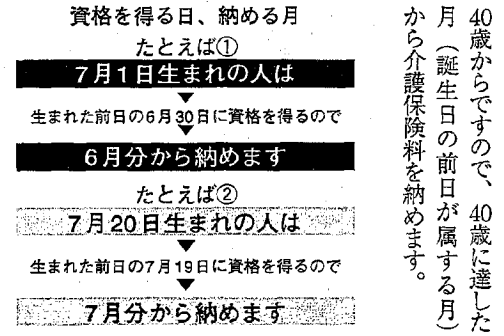 資格を得る日、納める月
たとえば①
7月1日生まれの人は
生まれた前日の6月30日に資格を得るので
6月分から納めます
たとえば②
7月20日生まれの人は
生まれた前日の7月19日に資格を得るので
7月分から納めます
40歳からですので、40歳に達した
月(誕生日の前日が属する月)
から介護保険料を納めます。